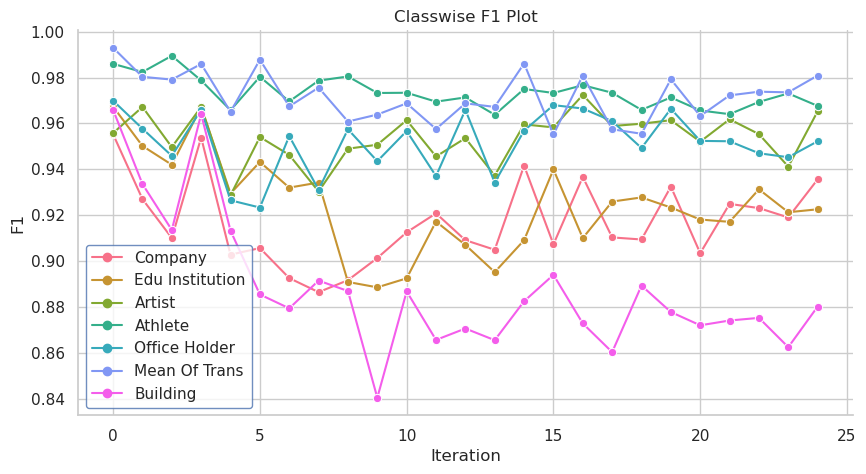 Classwise F1 Plot
1.00
0.98
0.96
0.94
0.92
0.90
0.88
0.86
0.84
F1
Company
Edu Institution
Artist
Athlete
Office Holder
Mean Of Trans
Building
0 5 10 15 20 25
Iteration